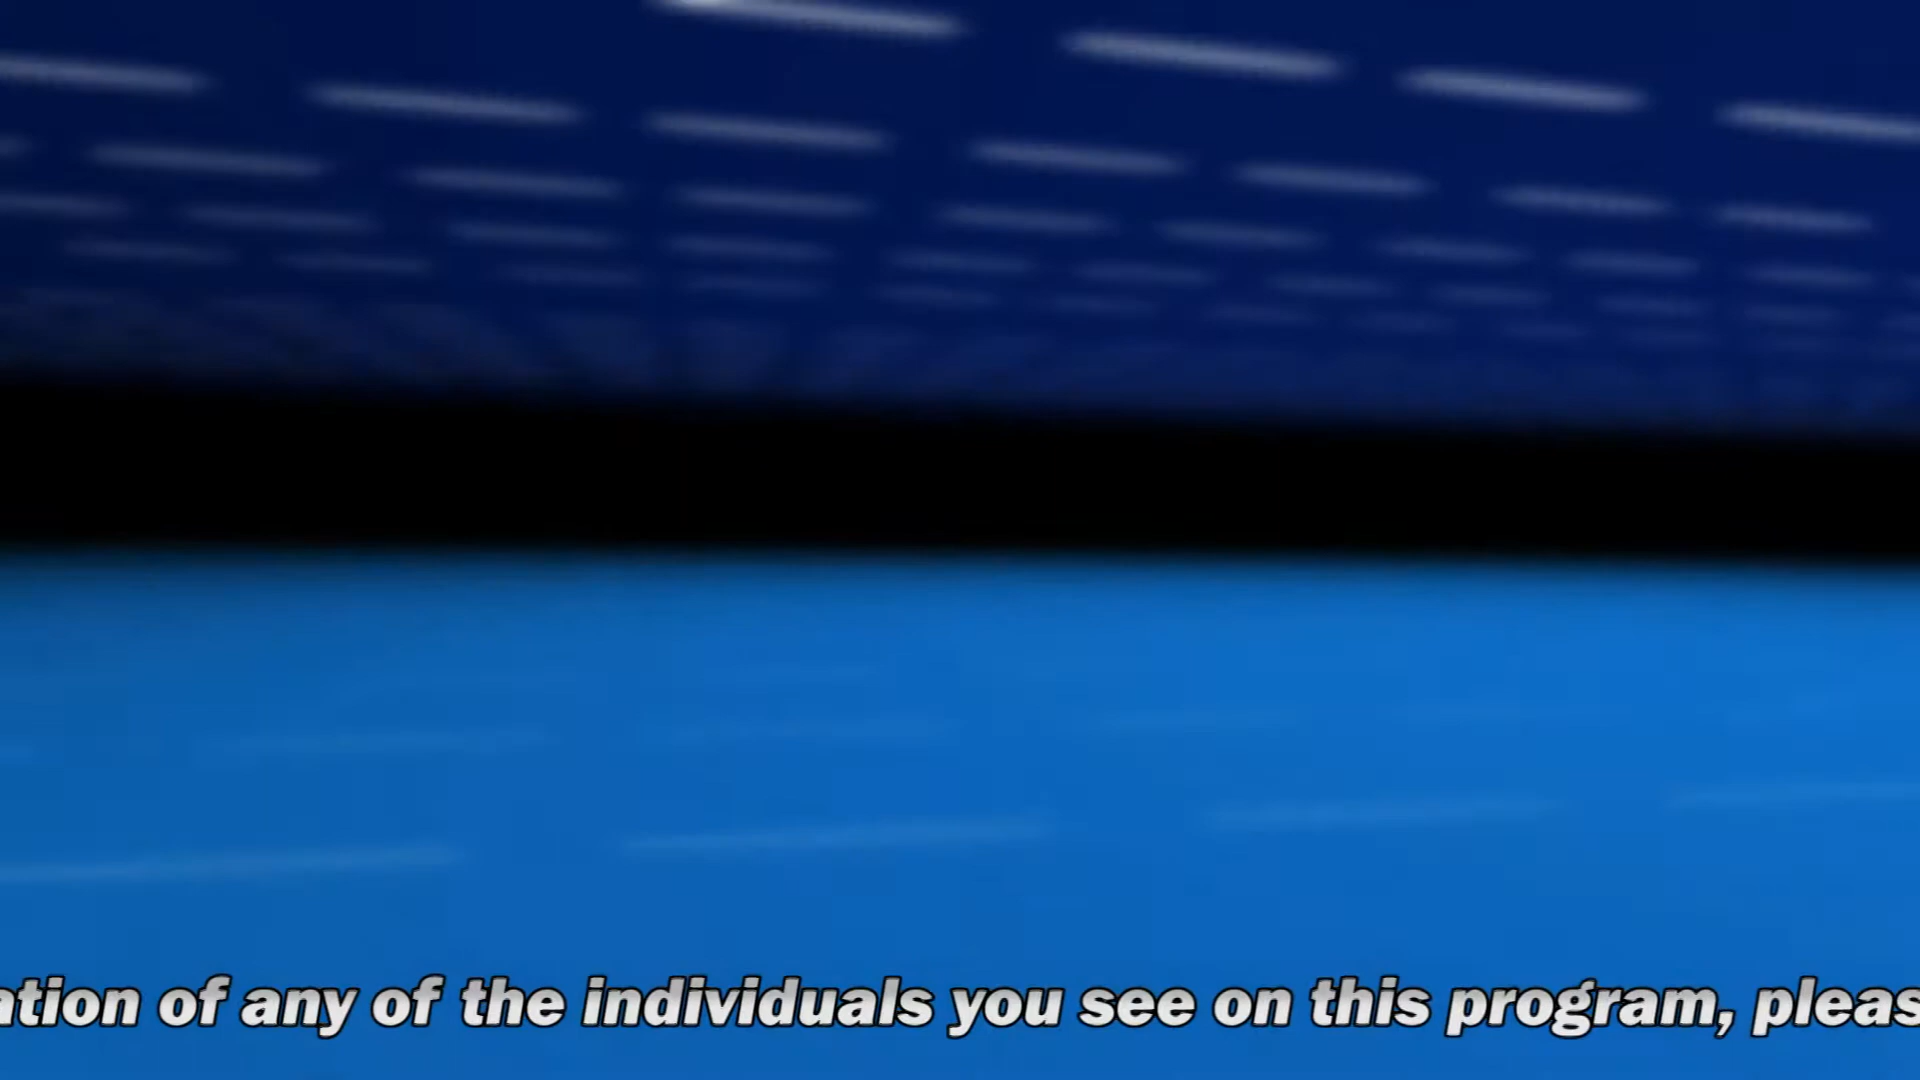 ation of any of the individuals you see on this program, pleas